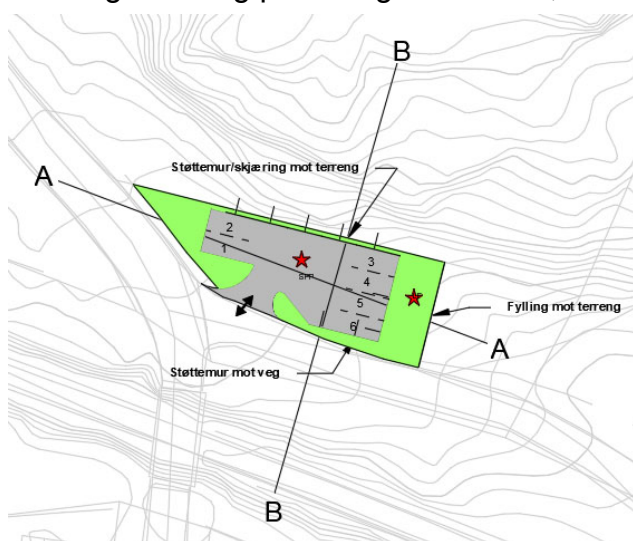 B
Støttemur/skjæring mot terreng
A
2
1
3
4
5
6
Fylling mot terreng
A
Støttemur mot veg
B